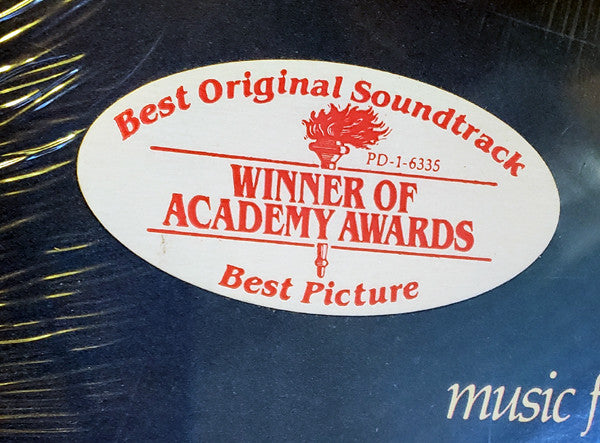 Best Original Soundtrack
PD-1-6335
WINNER OF
ACADEMY AWARDS
Best Picture
music f